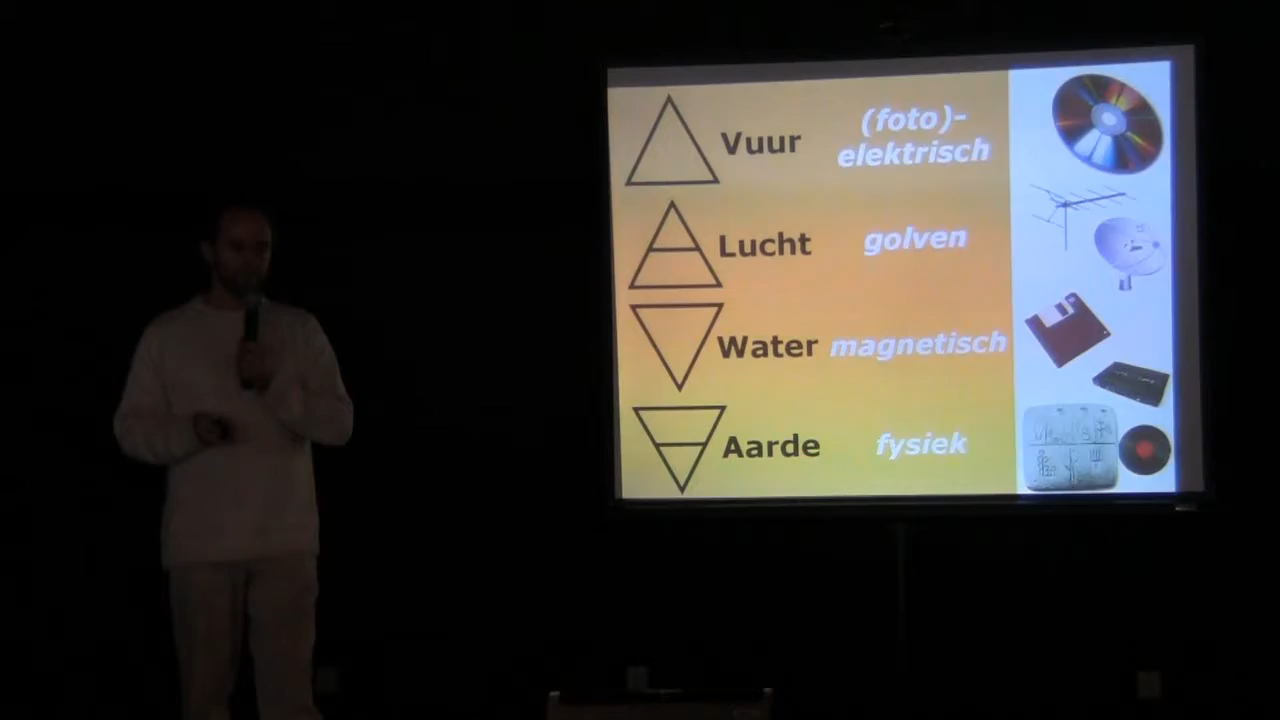 Vuur
(foto)-
elektrisch
Lucht golven
Water magnetisch
Aarde fysiek